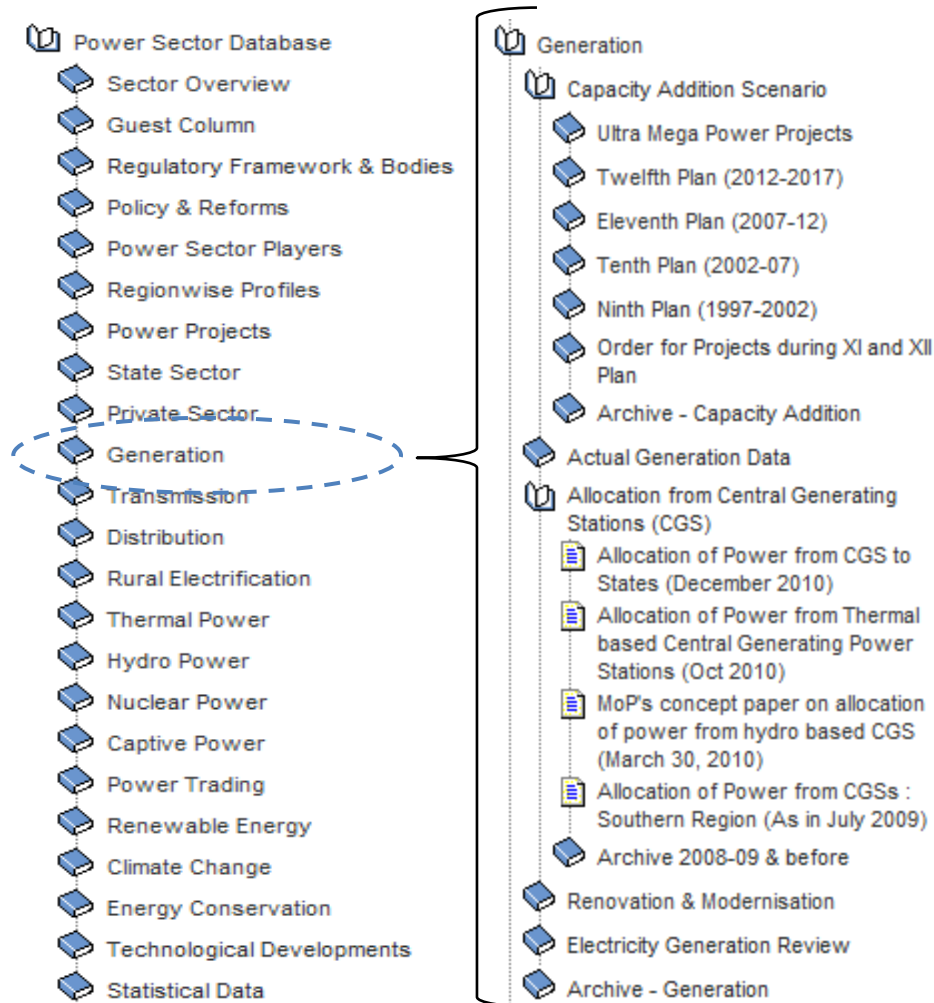 Power Sector Database
Sector Overview
Guest Column
Regulatory Framework & Bodies
Policy & Reforms
Power Sector Players
Regionwise Profiles
Power Projects
State Sector
Private Sector
Generation
Transmission
Distribution
Rural Electrification
Thermal Power
Hydro Power
Nuclear Power
Captive Power
Power Trading
Renewable Energy
Climate Change
Energy Conservation
Technological Developments
Statistical Data
Generation
Capacity Addition Scenario
Ultra Mega Power Projects
Twelfth Plan (2012-2017)
Eleventh Plan (2007-12)
Tenth Plan (2002-07)
Ninth Plan (1997-2002)
Order for Projects during XI and XII
Plan
Archive - Capacity Addition
Actual Generation Data
Allocation from Central Generating
Stations (CGS)
Allocation of Power from CGS to
States (December 2010)
Allocation of Power from Thermal
based Central Generating Power
Stations (Oct 2010)
MoP's concept paper on allocation
of power from hydro based CGS
(March 30, 2010)
Allocation of Power from CGSs :
Southern Region (As in July 2009)
Archive 2008-09 & before
Renovation & Modernisation
Electricity Generation Review
Archive - Generation